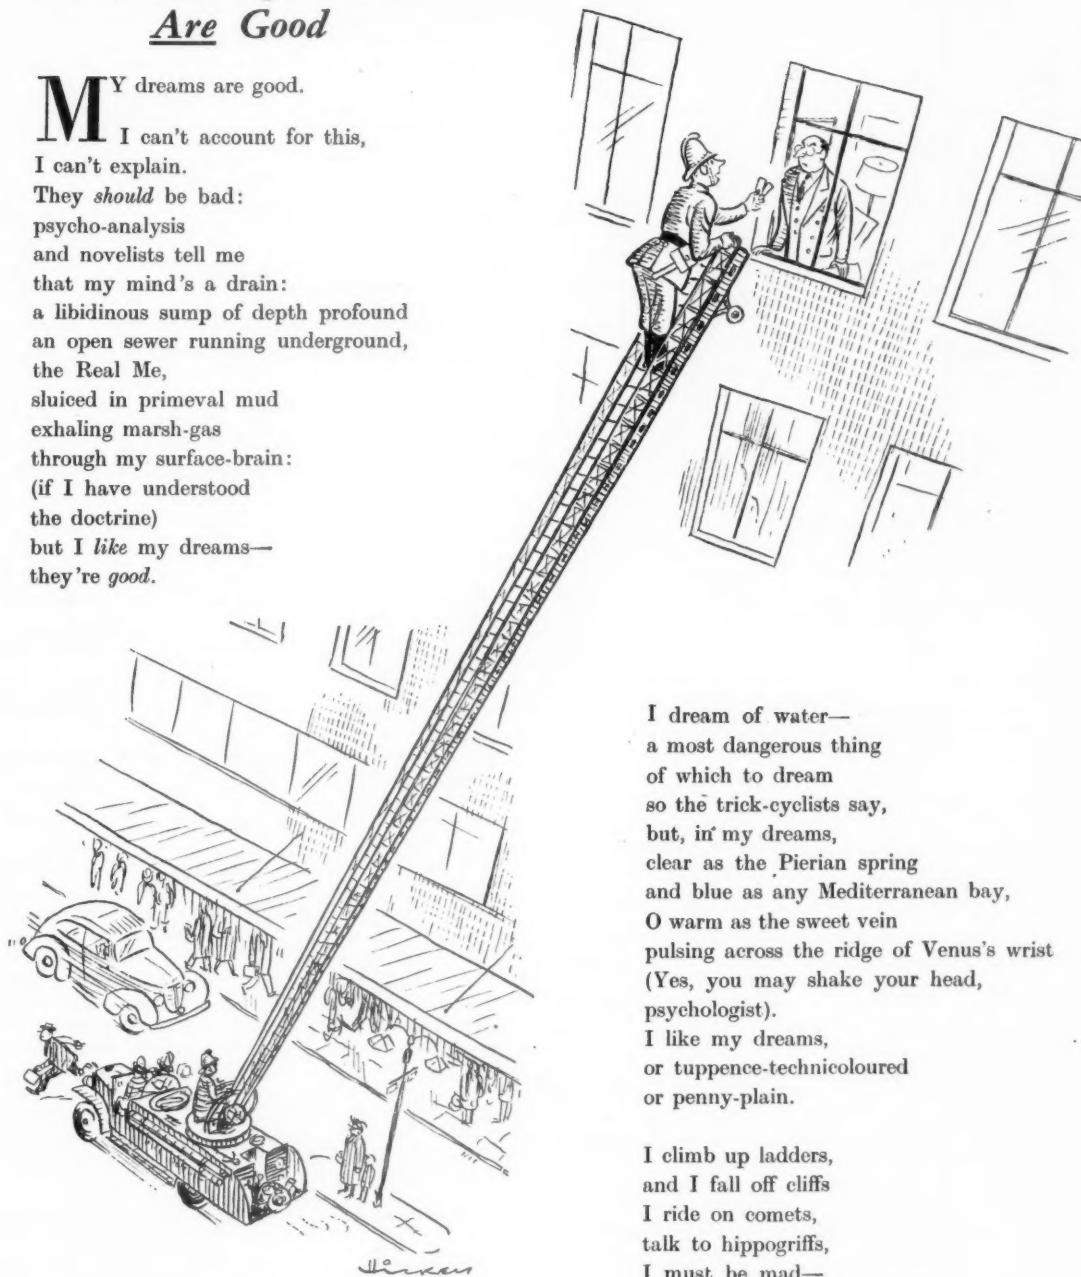 Are Good
MY dreams are good.
I can't account for this,
I can't explain.
They should be bad:
psycho-analysis
and novelists tell me
that my mind's a drain:
a libidinous sump of depth profound
an open sewer running underground,
the Real Me,
sluiced in primeval mud
exhaling marsh-gas
through my surface-brain:
(if I have understood
the doctrine)
but I like my dreams—
they're good.
I dream of water—
a most dangerous thing
of which to dream
so the trick-cyclists say,
but, in my dreams,
clear as the Pierian spring
and blue as any Mediterranean bay,
O warm as the sweet vein
pulsing across the ridge of Venus's wrist
(Yes, you may shake your head,
psychologist).
I like my dreams,
or tuppence-technicoloured
or penny-plain.
I climb up ladders,
and I fall off cliffs
I ride on comets,
talk to hippogriffs,
I must be mad—